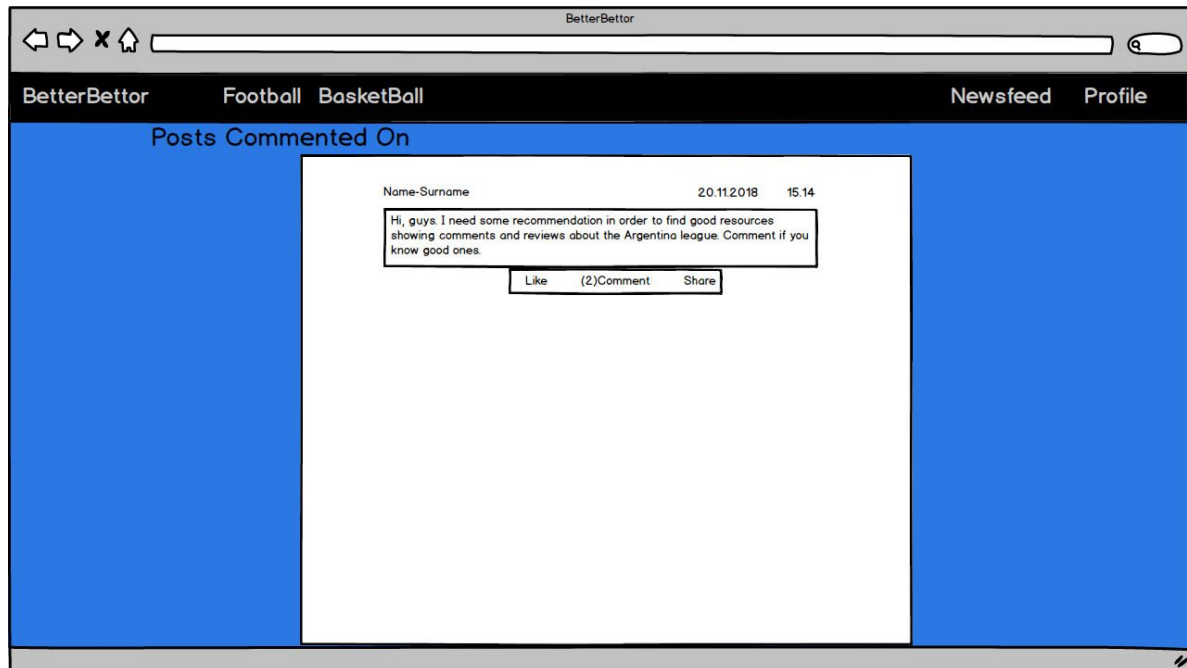 BetterBettor
BetterBettor Football BasketBall Newsfeed Profile
Posts Commented On
Name-Surname 20.11.2018 15.14
Hi, guys. I need some recommendation in order to find good resources
showing comments and reviews about the Argentina league. Comment if you
know good ones.
Like (2)Comment Share